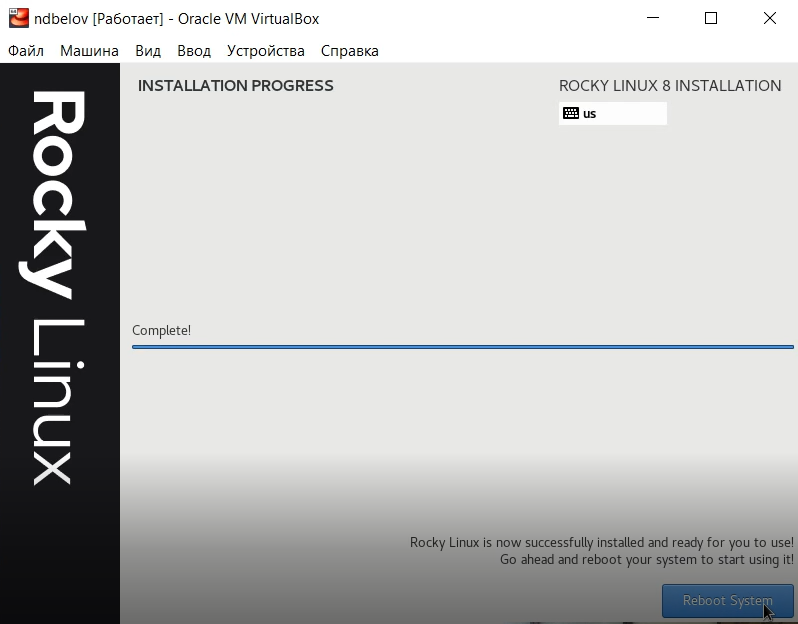 ndbelov [Работает] - Oracle VM VirtualBox
Файл Машина Вид Ввод Устройства Справка
Rocky Linux
INSTALLATION PROGRESS
ROCKY LINUX 8 INSTALLATION
us
Complete!
Rocky Linux is now successfully installed and ready for you to use!
Go ahead and reboot your system to start using it!
Reboot System